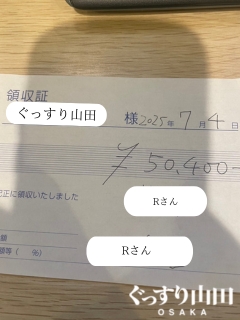 領収証
ぐっすり山田 様 2025年 7月 4日
¥50,400-
記正に領収いたしました
Rさん
Rさん
額
額等( %)
ぐっすり山田
OSAKA